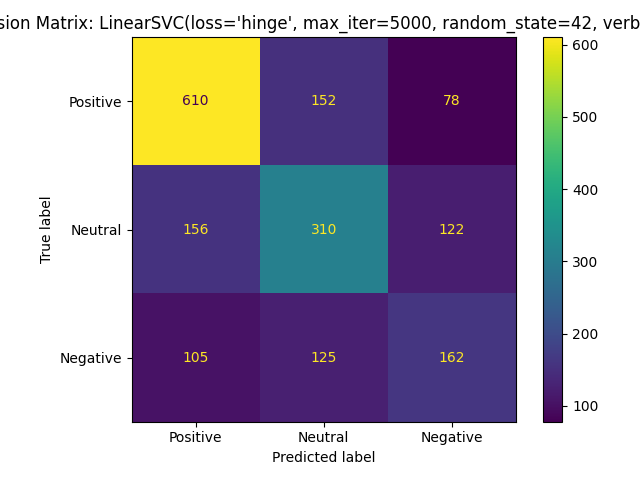 sion Matrix: LinearSVC(loss='hinge', max_iter=5000, random_state=42, verb
Positive 610 152 78
Neutral 156 310 122
Negative 105 125 162
Positive Neutral Negative
Predicted label
True label
600
500
400
300
200
100